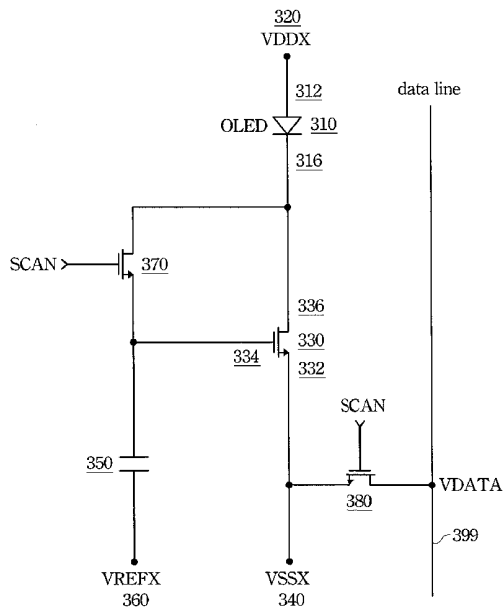 320
VDDX
312
data line
OLED
310
316
SCAN
370
336
334
330
332
SCAN
350
380
VDATA
399
VREFX
360
VSSX
340